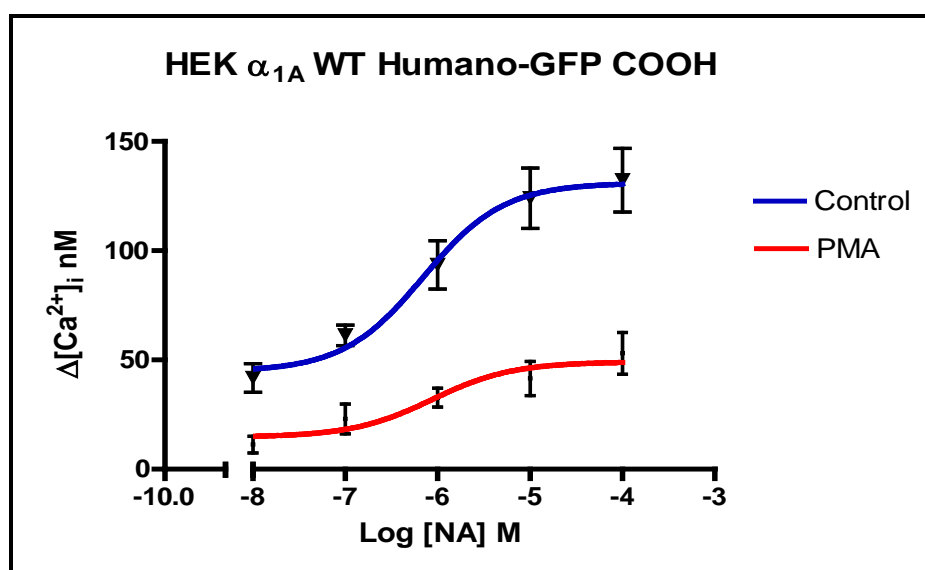 HEK α1A WT Humano-GFP COOH
150
100
50
0
Δ[Ca2+]i nM
-10.0 -8 -7 -6 -5 -4 -3
Log [NA] M
Control
PMA